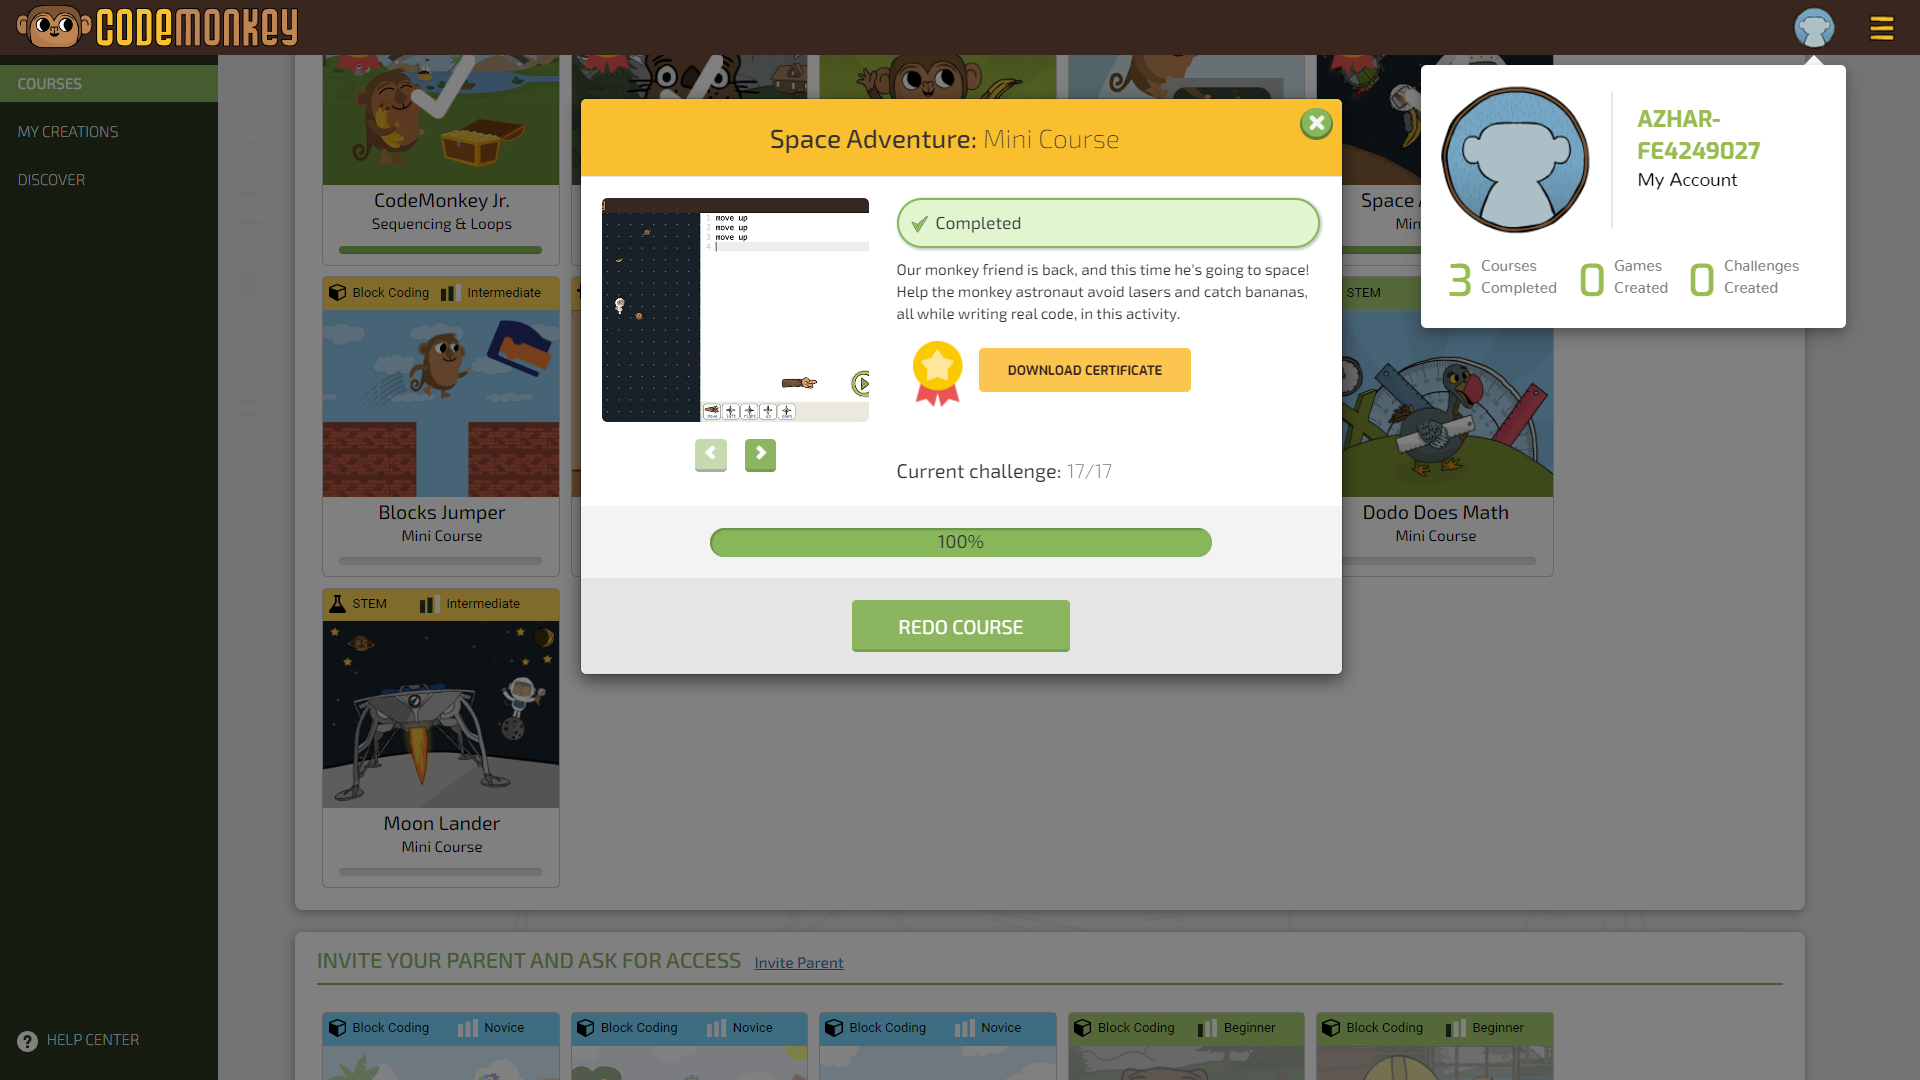 CODEMONKEY
COURSES
MY CREATIONS
DISCOVER
HELP CENTER
AZHAR-
FE4249027
My Account
3 Courses Completed
0 Games Created
0 Challenges Created
CodeMonkey Jr.
Sequencing & Loops
Space
Min
Space Adventure: Mini Course
1 move up
2 move up
3 move up
4
Completed
Our monkey friend is back, and this time he's going to space!
Help the monkey astronaut avoid lasers and catch bananas,
all while writing real code, in this activity.
DOWNLOAD CERTIFICATE
Current challenge: 17/17
100%
REDO COURSE
Block Coding Intermediate
STEM
Blocks Jumper
Mini Course
Dodo Does Math
Mini Course
STEM Intermediate
Moon Lander
Mini Course
INVITE YOUR PARENT AND ASK FOR ACCESS Invite Parent
Block Coding Novice
Block Coding Novice
Block Coding Novice
Block Coding Beginner
Block Coding Beginner